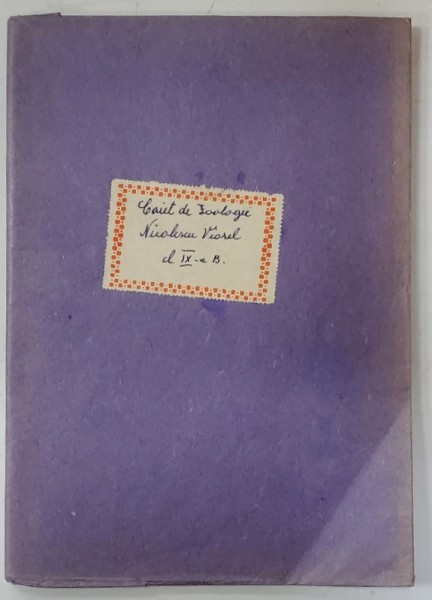 Caiet de Zoologie
Nicolescu Viorel
cl. IX-a B.